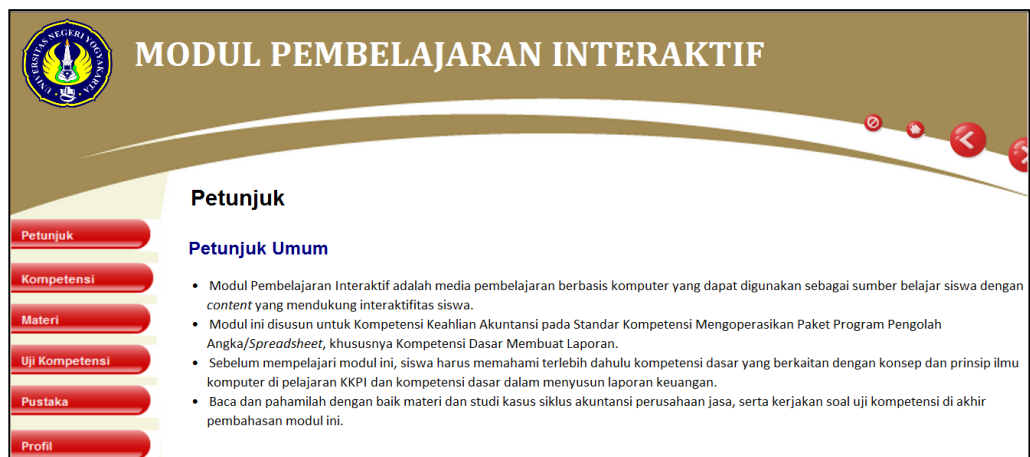 UNIVERSITAS NEGERI YOGYAKARTA
MODUL PEMBELAJARAN INTERAKTIF
Petunjuk
Petunjuk
Kompetensi
Materi
Uji Kompetensi
Pustaka
Profil
Petunjuk Umum
• Modul Pembelajaran Interaktif adalah media pembelajaran berbasis komputer yang dapat digunakan sebagai sumber belajar siswa dengan
content yang mendukung interaktifitas siswa.
• Modul ini disusun untuk Kompetensi Keahlian Akuntansi pada Standar Kompetensi Mengoperasikan Paket Program Pengolah
Angka/Spreadsheet, khususnya Kompetensi Dasar Membuat Laporan.
• Sebelum mempelajari modul ini, siswa harus memahami terlebih dahulu kompetensi dasar yang berkaitan dengan konsep dan prinsip ilmu
komputer di pelajaran KKPI dan kompetensi dasar dalam menyusun laporan keuangan.
• Baca dan pahamilah dengan baik materi dan studi kasus siklus akuntansi perusahaan jasa, serta kerjakan soal uji kompetensi di akhir
pembahasan modul ini.